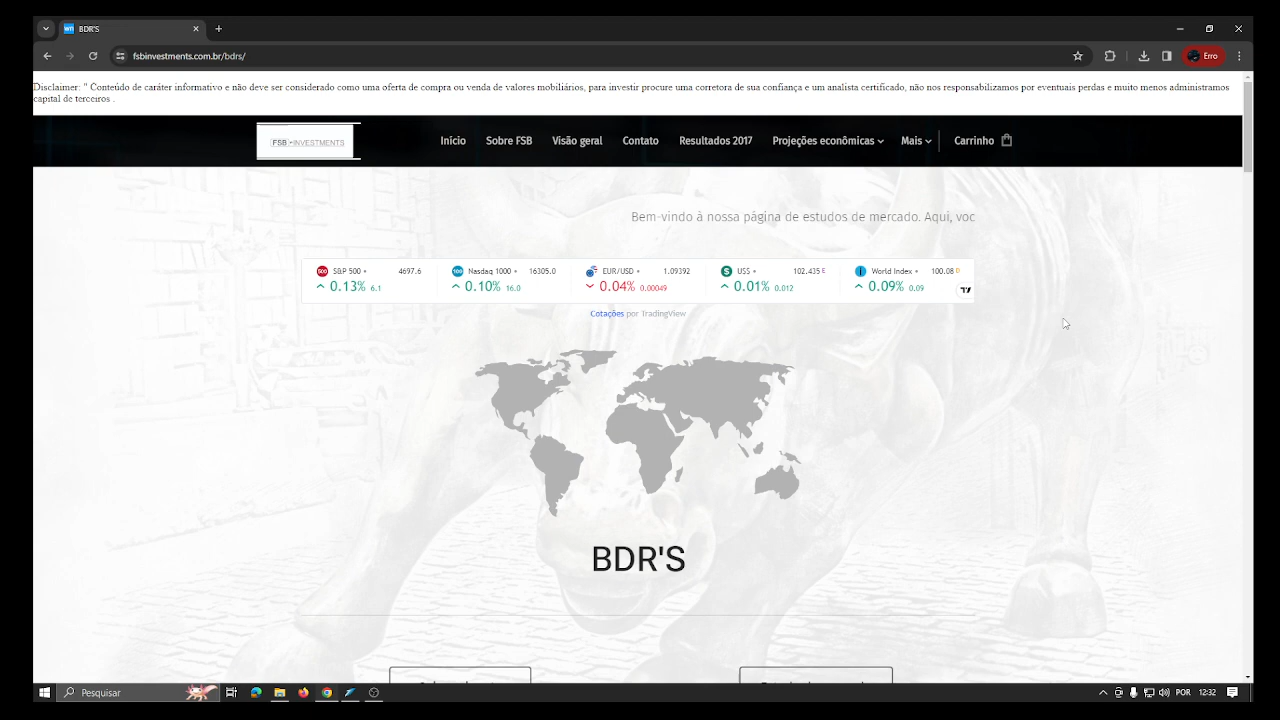 BDR'S
fsbinvestments.com.br/bdrs/
Erro
Disclaimer: " Conteúdo de caráter informativo e não deve ser considerado como uma oferta de compra ou venda de valores mobiliários, para investir procure uma corretora de sua confiança e um analista certificado, não nos responsabilizamos por eventuais perdas e muito menos administramos
capital de terceiros .
FSB •INVESTMENTS
Início Sobre FSB Visão geral Contato Resultados 2017 Projeções econômicas Mais Carrinho
Bem-vindo à nossa página de estudos de mercado. Aqui, voc
S&P 500 4697.6 Nasdaq 1000 16305.0 EUR/USD 1.09392 US$ 102.435 E World Index 100.08 D
0.13% 6.1 0.10% 16.0 0.04% 0.00049 0.01% 0.012 0.09% 0.09
Cotações por TradingView
BDR'S
Pesquisar
POR 12:32